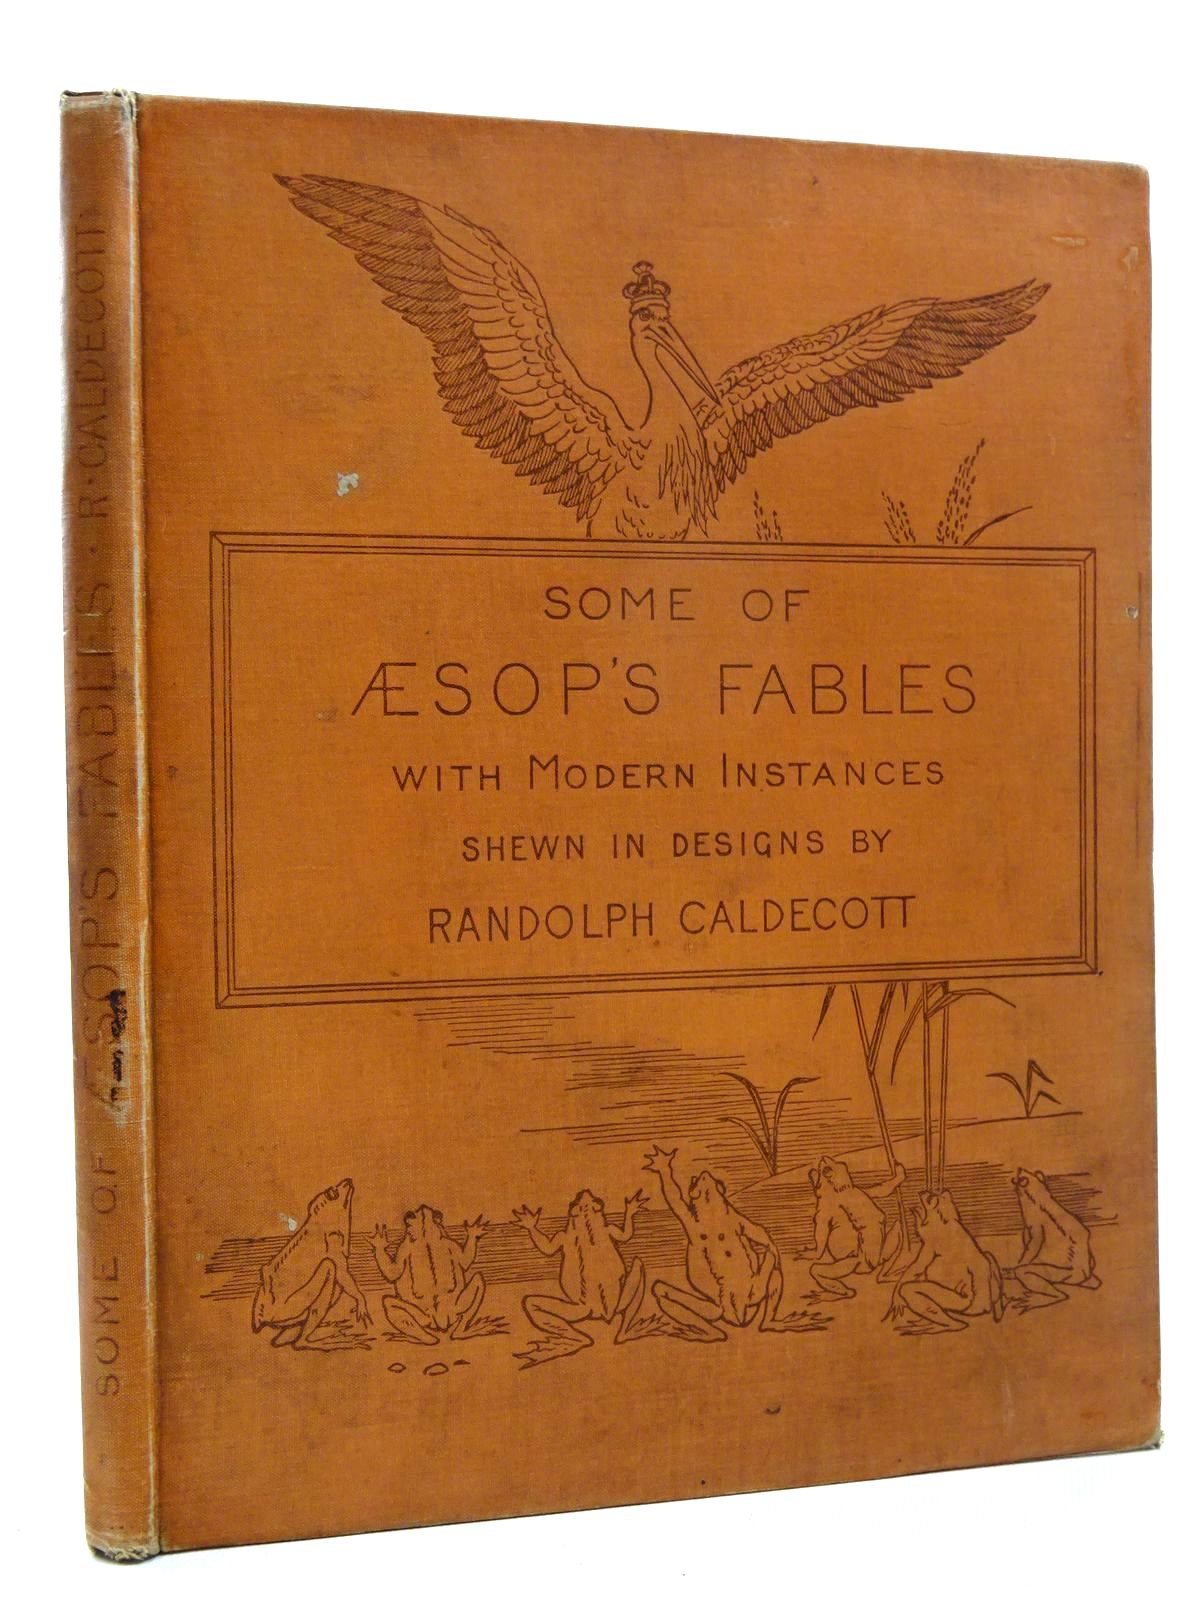 SOME OF
ÆSOP'S FABLES
WITH MODERN INSTANCES
SHEWN IN DESIGNS BY
RANDOLPH CALDECOTT
SOME OF ÆSOP'S FABLES · R · CALDECOTT